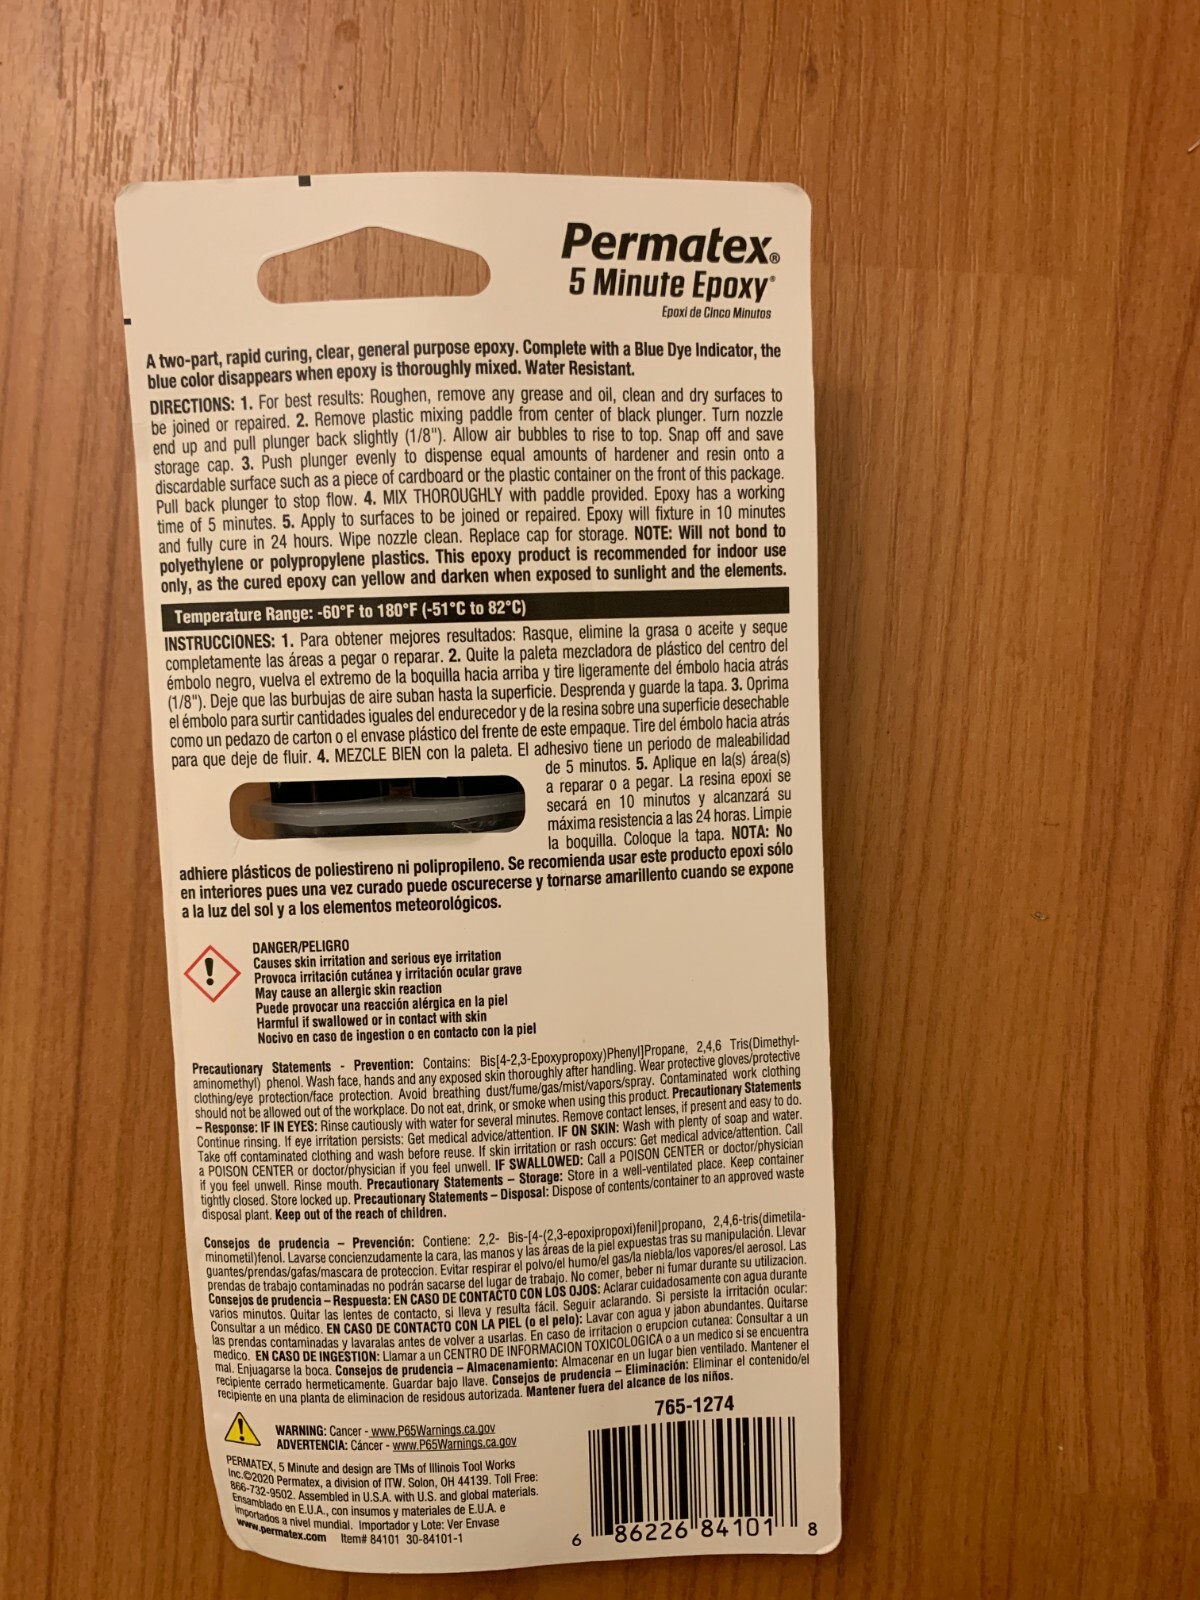 Permatex®
5 Minute Epoxy®
Epoxi de Cinco Minutos
A two-part, rapid curing, clear, general purpose epoxy. Complete with a Blue Dye Indicator, the
blue color disappears when epoxy is thoroughly mixed. Water Resistant.
DIRECTIONS: 1. For best results: Roughen, remove any grease and oil, clean and dry surfaces to
be joined or repaired. 2. Remove plastic mixing paddle from center of black plunger. Turn nozzle
end up and pull plunger back slightly (1/8"). Allow air bubbles to rise to top. Snap off and save
storage cap. 3. Push plunger evenly to dispense equal amounts of hardener and resin onto a
discardable surface such as a piece of cardboard or the plastic container on the front of this package.
Pull back plunger to stop flow. 4. MIX THOROUGHLY with paddle provided. Epoxy has a working
time of 5 minutes. 5. Apply to surfaces to be joined or repaired. Epoxy will fixture in 10 minutes
and fully cure in 24 hours. Wipe nozzle clean. Replace cap for storage. NOTE: Will not bond to
polyethylene or polypropylene plastics. This epoxy product is recommended for indoor use
only, as the cured epoxy can yellow and darken when exposed to sunlight and the elements.
Temperature Range: -60°F to 180°F (-51°C to 82°C)
INSTRUCCIONES: 1. Para obtener mejores resultados: Rasque, elimine la grasa o aceite y seque
completamente las áreas a pegar o reparar. 2. Quite la paleta mezcladora de plástico del centro del
émbolo negro, vuelva el extremo de la boquilla hacia arriba y tire ligeramente del émbolo hacia atrás
(1/8"). Deje que las burbujas de aire suban hasta la superficie. Desprenda y guarde la tapa. 3. Oprima
el émbolo para surtir cantidades iguales del endurecedor y de la resina sobre una superficie desechable
como un pedazo de carton o el envase plástico del frente de este empaque. Tire del émbolo hacia atrás
para que deje de fluir. 4. MEZCLE BIEN con la paleta. El adhesivo tiene un periodo de maleabilidad
de 5 minutos. 5. Aplique en la(s) área(s)
a reparar o a pegar. La resina epoxi se
secará en 10 minutos y alcanzará su
máxima resistencia a las 24 horas. Limpie
la boquilla. Coloque la tapa. NOTA: No
adhiere plásticos de poliestireno ni polipropileno. Se recomienda usar este producto epoxi sólo
en interiores pues una vez curado puede oscurecerse y tornarse amarillento cuando se expone
a la luz del sol y a los elementos meteorológicos.
DANGER/PELIGRO
Causes skin irritation and serious eye irritation
Provoca irritación cutánea y irritación ocular grave
May cause an allergic skin reaction
Puede provocar una reacción alérgica en la piel
Harmful if swallowed or in contact with skin
Nocivo en caso de ingestion o en contacto con la piel
Precautionary Statements - Prevention: Contains: Bis[4-2,3-Epoxypropoxy)Phenyl]Propane, 2,4,6 Tris(Dimethyl-
aminomethyl) phenol. Wash face, hands and any exposed skin thoroughly after handling. Wear protective gloves/protective
clothing/eye protection/face protection. Avoid breathing dust/fume/gas/mist/vapors/spray. Contaminated work clothing
should not be allowed out of the workplace. Do not eat, drink, or smoke when using this product. Precautionary Statements
– Response: IF IN EYES: Rinse cautiously with water for several minutes. Remove contact lenses, if present and easy to do.
Continue rinsing. If eye irritation persists: Get medical advice/attention. IF ON SKIN: Wash with plenty of soap and water.
Take off contaminated clothing and wash before reuse. If skin irritation or rash occurs: Get medical advice/attention. Call
a POISON CENTER or doctor/physician if you feel unwell. IF SWALLOWED: Call a POISON CENTER or doctor/physician
if you feel unwell. Rinse mouth. Precautionary Statements – Storage: Store in a well-ventilated place. Keep container
tightly closed. Store locked up. Precautionary Statements – Disposal: Dispose of contents/container to an approved waste
disposal plant. Keep out of the reach of children.
Consejos de prudencia – Prevención: Contiene: 2,2- Bis-[4-(2,3-epoxipropoxi)fenil]propano, 2,4,6-tris(dimetila-
minometil)fenol. Lavarse concienzudamente la cara, las manos y las áreas de la piel expuestas tras su manipulación. Llevar
guantes/prendas/gafas/mascara de proteccion. Evitar respirar el polvo/el humo/el gas/la niebla/los vapores/el aerosol. Las
prendas de trabajo contaminadas no podrán sacarse del lugar de trabajo. No comer, beber ni fumar durante su utilizacion.
Consejos de prudencia – Respuesta: EN CASO DE CONTACTO CON LOS OJOS: Aclarar cuidadosamente con agua durante
varios minutos. Quitar las lentes de contacto, si lleva y resulta fácil. Seguir aclarando. Si persiste la irritación ocular:
Consultar a un médico. EN CASO DE CONTACTO CON LA PIEL (o el pelo): Lavar con agua y jabon abundantes. Quitarse
las prendas contaminadas y lavaralas antes de volver a usarlas. En caso de irritacion o erupcion cutanea: Consultar a un
medico. EN CASO DE INGESTIÓN: Llamar a un CENTRO DE INFORMACION TOXICOLOGICA o a un medico si se encuentra
mal. Enjuagarse la boca. Consejos de prudencia – Almacenamiento: Almacenar en un lugar bien ventilado. Mantener el
recipiente cerrado hermeticamente. Guardar bajo llave. Consejos de prudencia – Eliminación: Eliminar el contenido/el
recipiente en una planta de eliminacion de residous autorizada. Mantener fuera del alcance de los niños.
765-1274
WARNING: Cancer - www.P65Warnings.ca.gov
ADVERTENCIA: Cáncer - www.P65Warnings.ca.gov
PERMATEX, 5 Minute and design are TMs of Illinois Tool Works
Inc.©2020 Permatex, a division of ITW. Solon, OH 44139. Toll Free:
866-732-9502. Assembled in U.S.A. with U.S. and global materials.
Ensamblado en E.U.A., con insumos y materiales de E.U.A. e
importados a nivel mundial. Importador y Lote: Ver Envase
www.permatex.com Item# 84101 30-84101-1
6 86226 84101 8